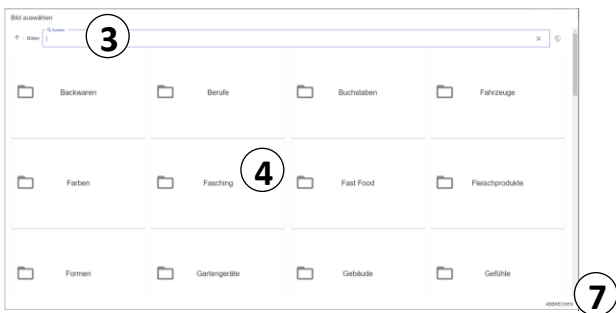 Bild auswählen
Bilder
Suchen
3
Backwaren Berufe Buchstaben Fahrzeuge
Farben Fasching 4 Fast Food Fleischprodukte
Formen Gartengeräte Gebäude Gefühle
ABBRECHEN
7